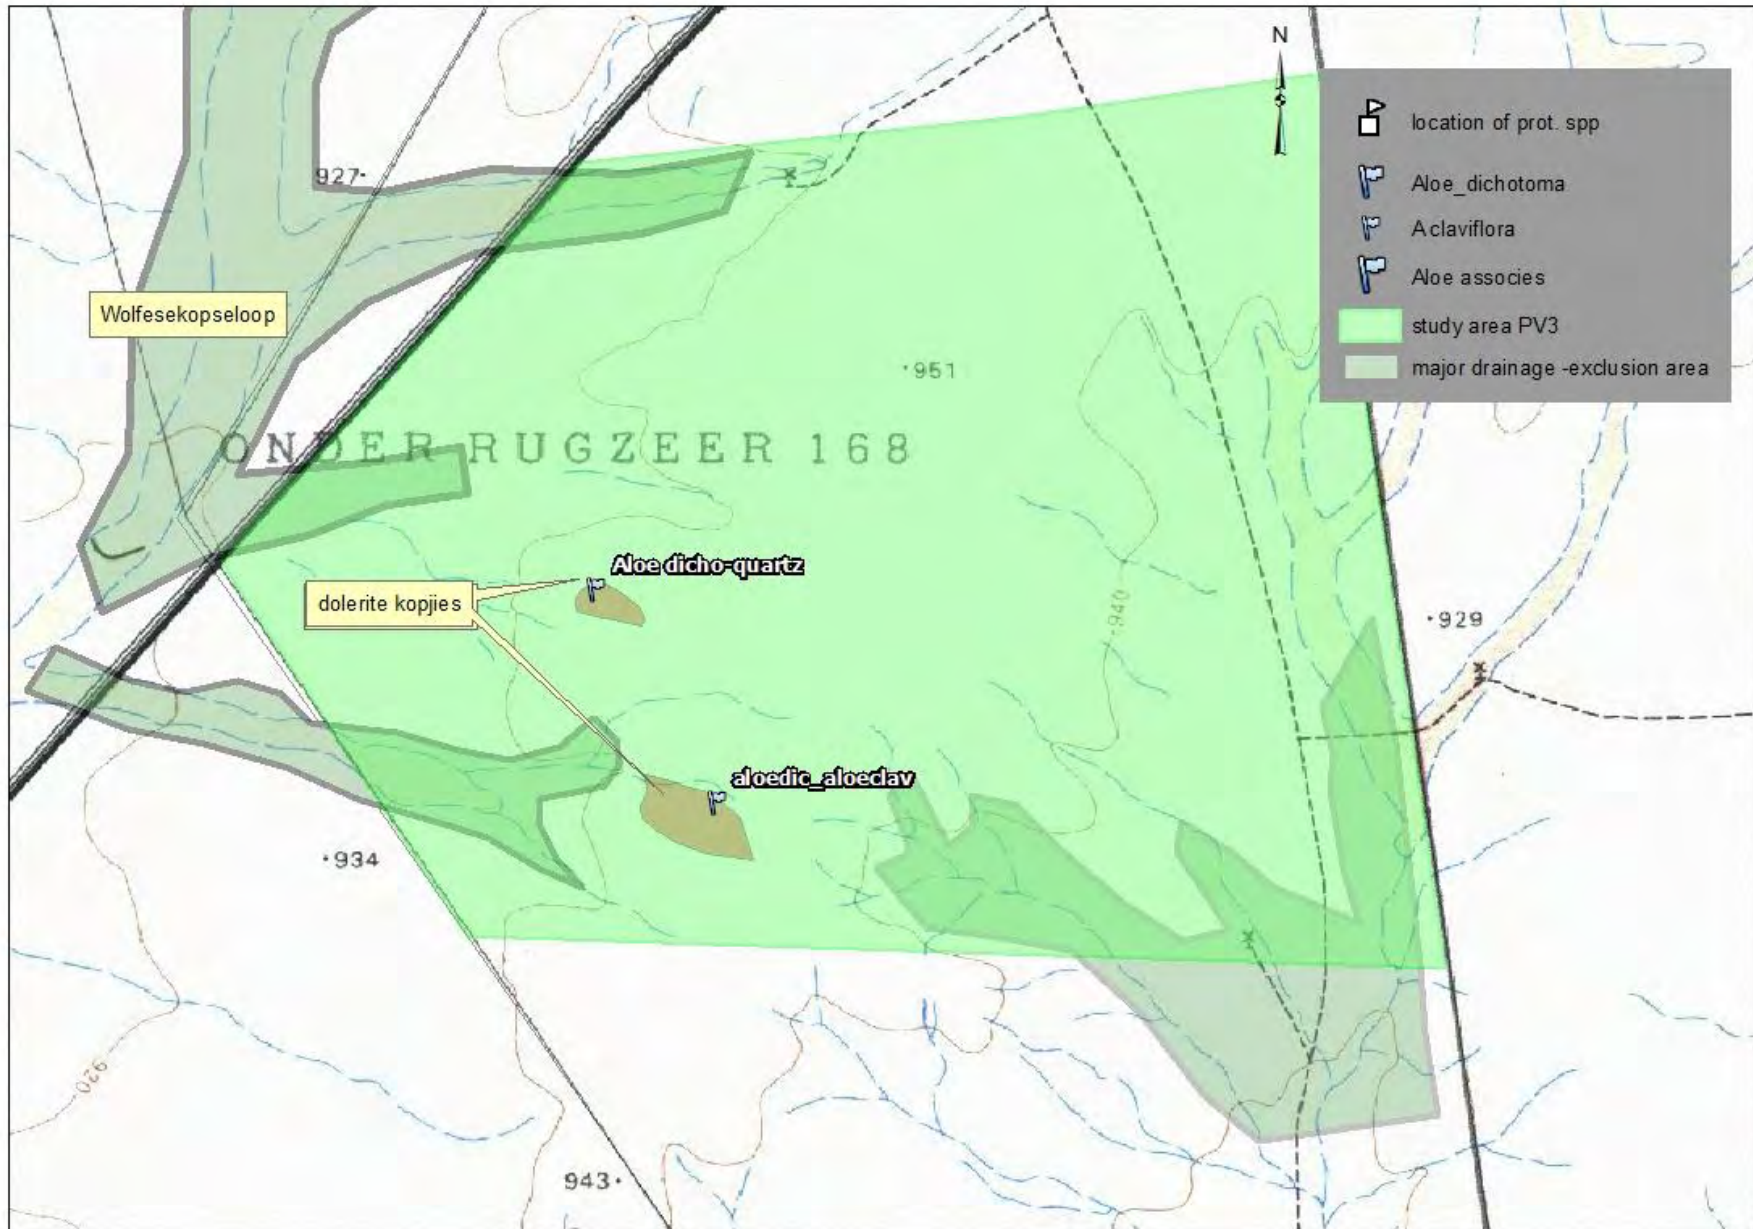 N
location of prot. spp
Aloe_dichotoma
A claviflora
Aloe associes
study area PV3
major drainage -exclusion area
927
Wolfesekopseloop
951
ONDER RUGZEER 168
Aloe dicho-quartz
dolerite kopjies
940
929
aloedic_aloeclav
934
920
943